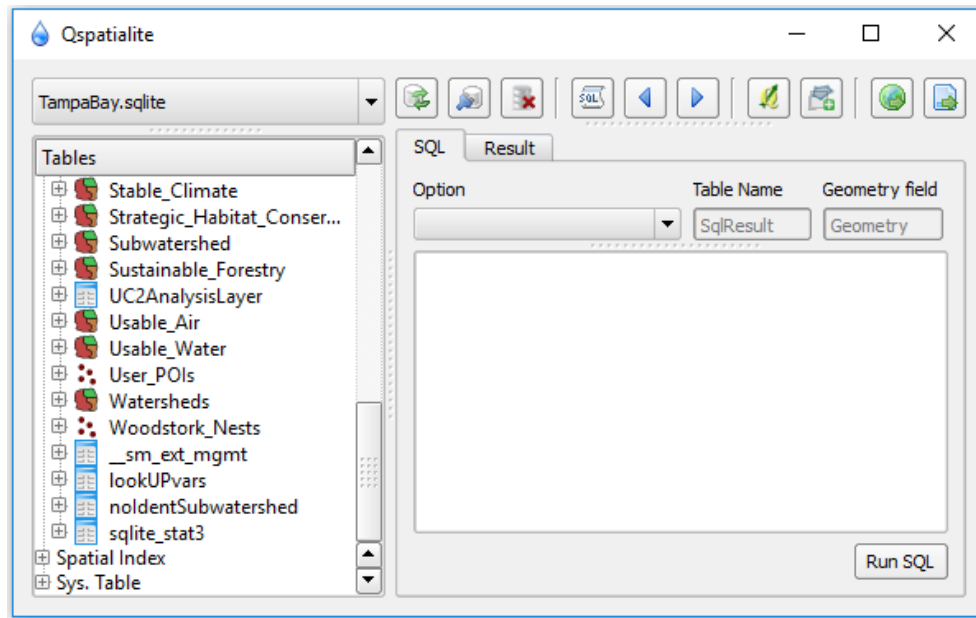 Qspatialite
TampaBay.sqlite
SQL
Tables
Stable_Climate
Strategic_Habitat_Conser...
Subwatershed
Sustainable_Forestry
UC2AnalysisLayer
Usable_Air
Usable_Water
User_POIs
Watersheds
Woodstork_Nests
__sm_ext_mgmt
lookUPvars
noIdentSubwatershed
sqlite_stat3
Spatial Index
Sys. Table
SQL Result
Option Table Name Geometry field
SqlResult Geometry
Run SQL